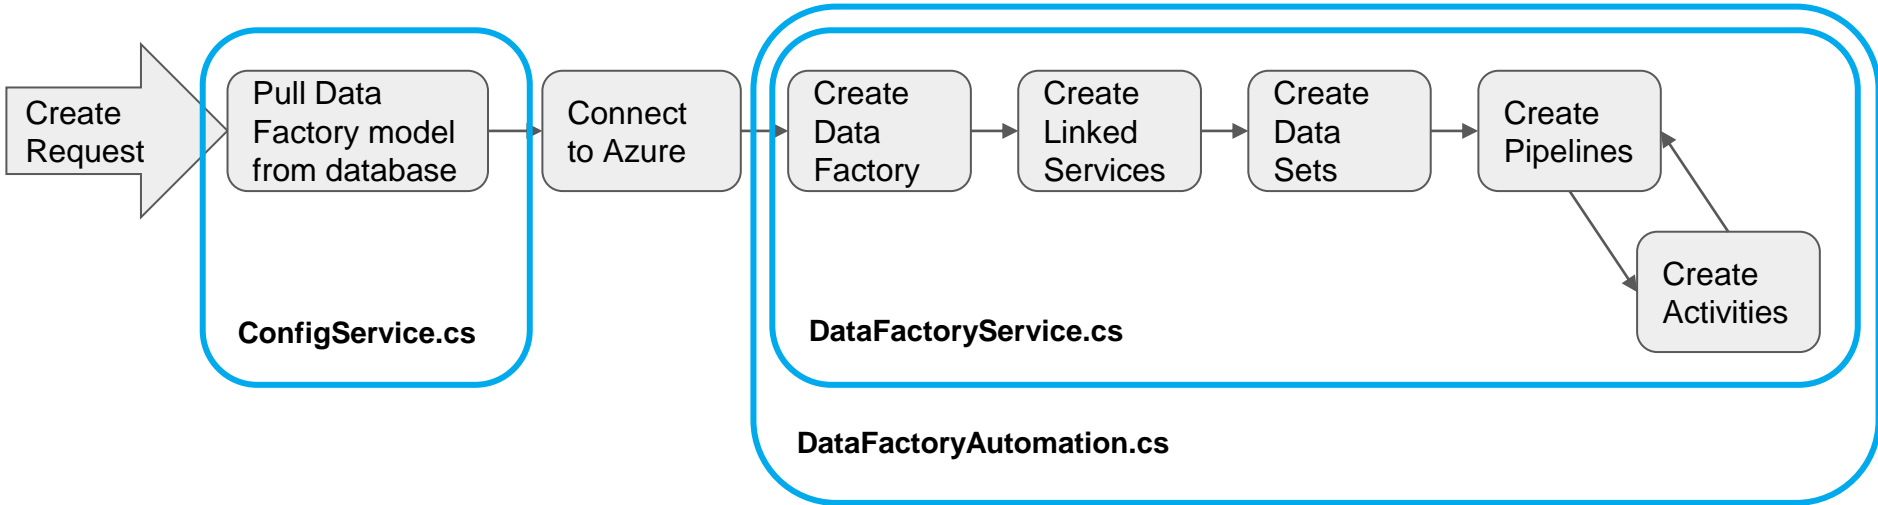 Create
Request
Pull Data
Factory model
from database
Connect
to Azure
Create
Data
Factory
Create
Linked
Services
Create
Data
Sets
Create
Pipelines
Create
Activities
ConfigService.cs
DataFactoryService.cs
DataFactoryAutomation.cs